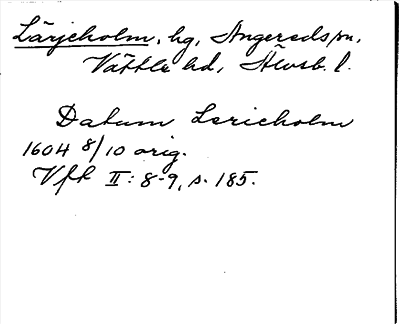 Lärjeholm, hg, Angereds sn,
Vättle hd, Älvsb. l.
Datum Lericholm
1604 8/10 orig.
Vfh II: 8-9, s. 185.